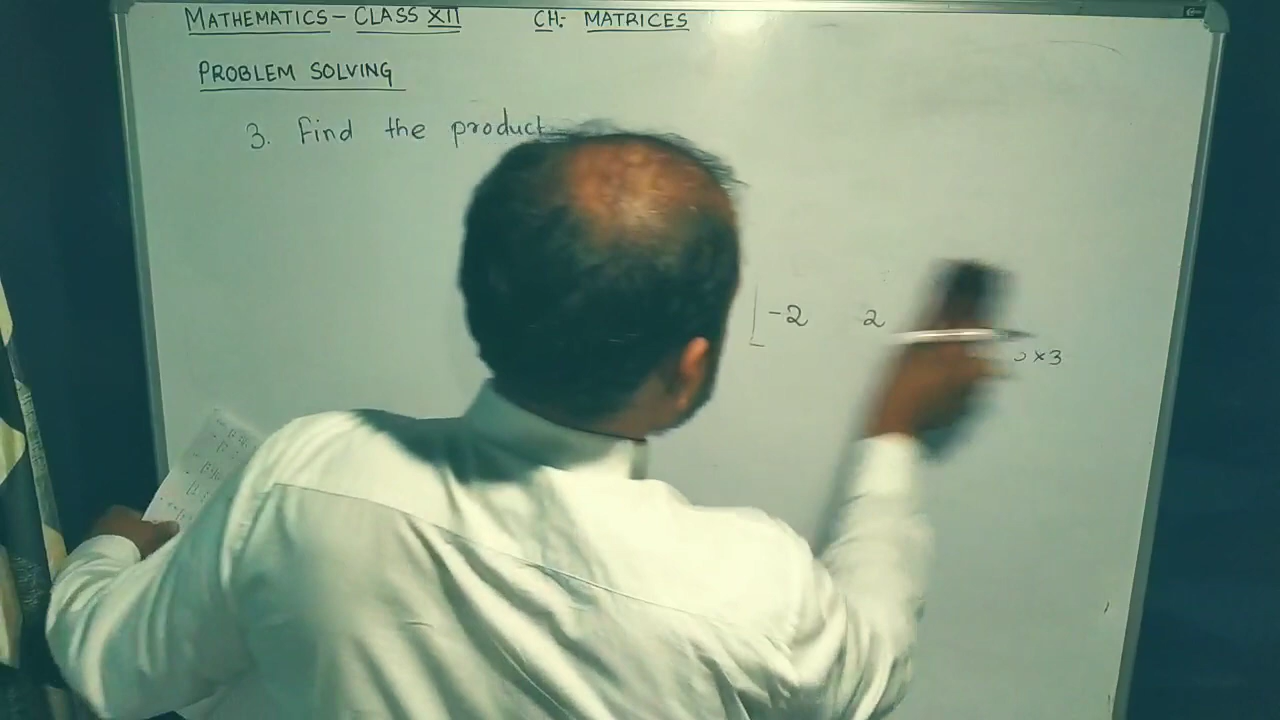 MATHEMATICS - CLASS XII CH: MATRICES
PROBLEM SOLVING
3. Find the product
-2 2
×3